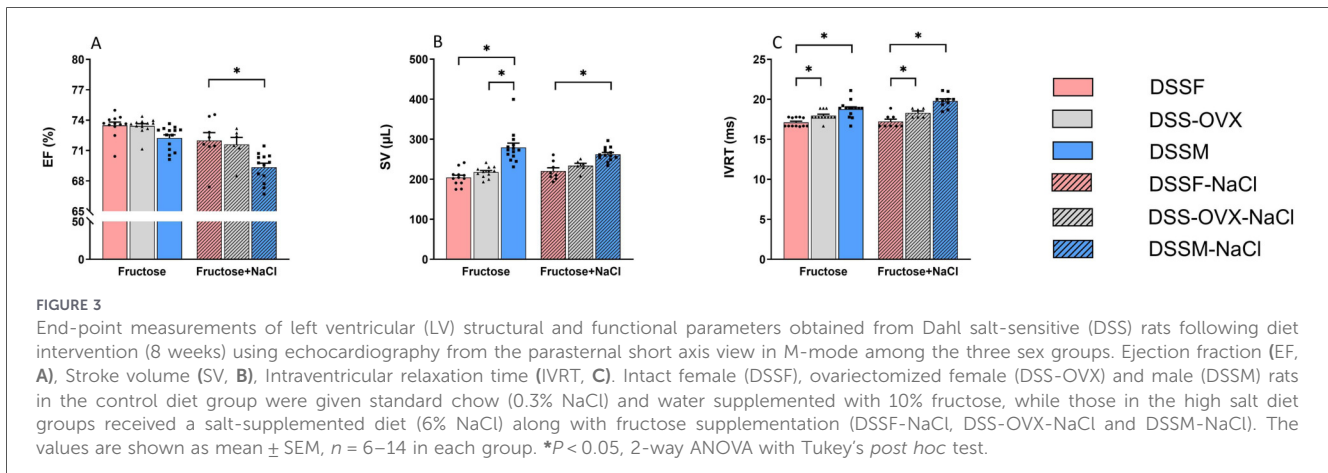 A
B
C
*
*
*
*
*
*
*
*
80
77
74
71
68
65
50
0
EF (%)
Fructose
Fructose+NaCl
500
400
300
200
100
0
SV (µL)
Fructose
Fructose+NaCl
25
20
15
10
5
0
IVRT (ms)
Fructose
Fructose+NaCl
DSSF
DSS-OVX
DSSM
DSSF-NaCl
DSS-OVX-NaCl
DSSM-NaCl
FIGURE 3
End-point measurements of left ventricular (LV) structural and functional parameters obtained from Dahl salt-sensitive (DSS) rats following diet
intervention (8 weeks) using echocardiography from the parasternal short axis view in M-mode among the three sex groups. Ejection fraction (EF,
A), Stroke volume (SV, B), Intraventricular relaxation time (IVRT, C). Intact female (DSSF), ovariectomized female (DSS-OVX) and male (DSSM) rats
in the control diet group were given standard chow (0.3% NaCl) and water supplemented with 10% fructose, while those in the high salt diet
groups received a salt-supplemented diet (6% NaCl) along with fructose supplementation (DSSF-NaCl, DSS-OVX-NaCl and DSSM-NaCl). The
values are shown as mean ± SEM, n = 6–14 in each group. *P < 0.05, 2-way ANOVA with Tukey's post hoc test.